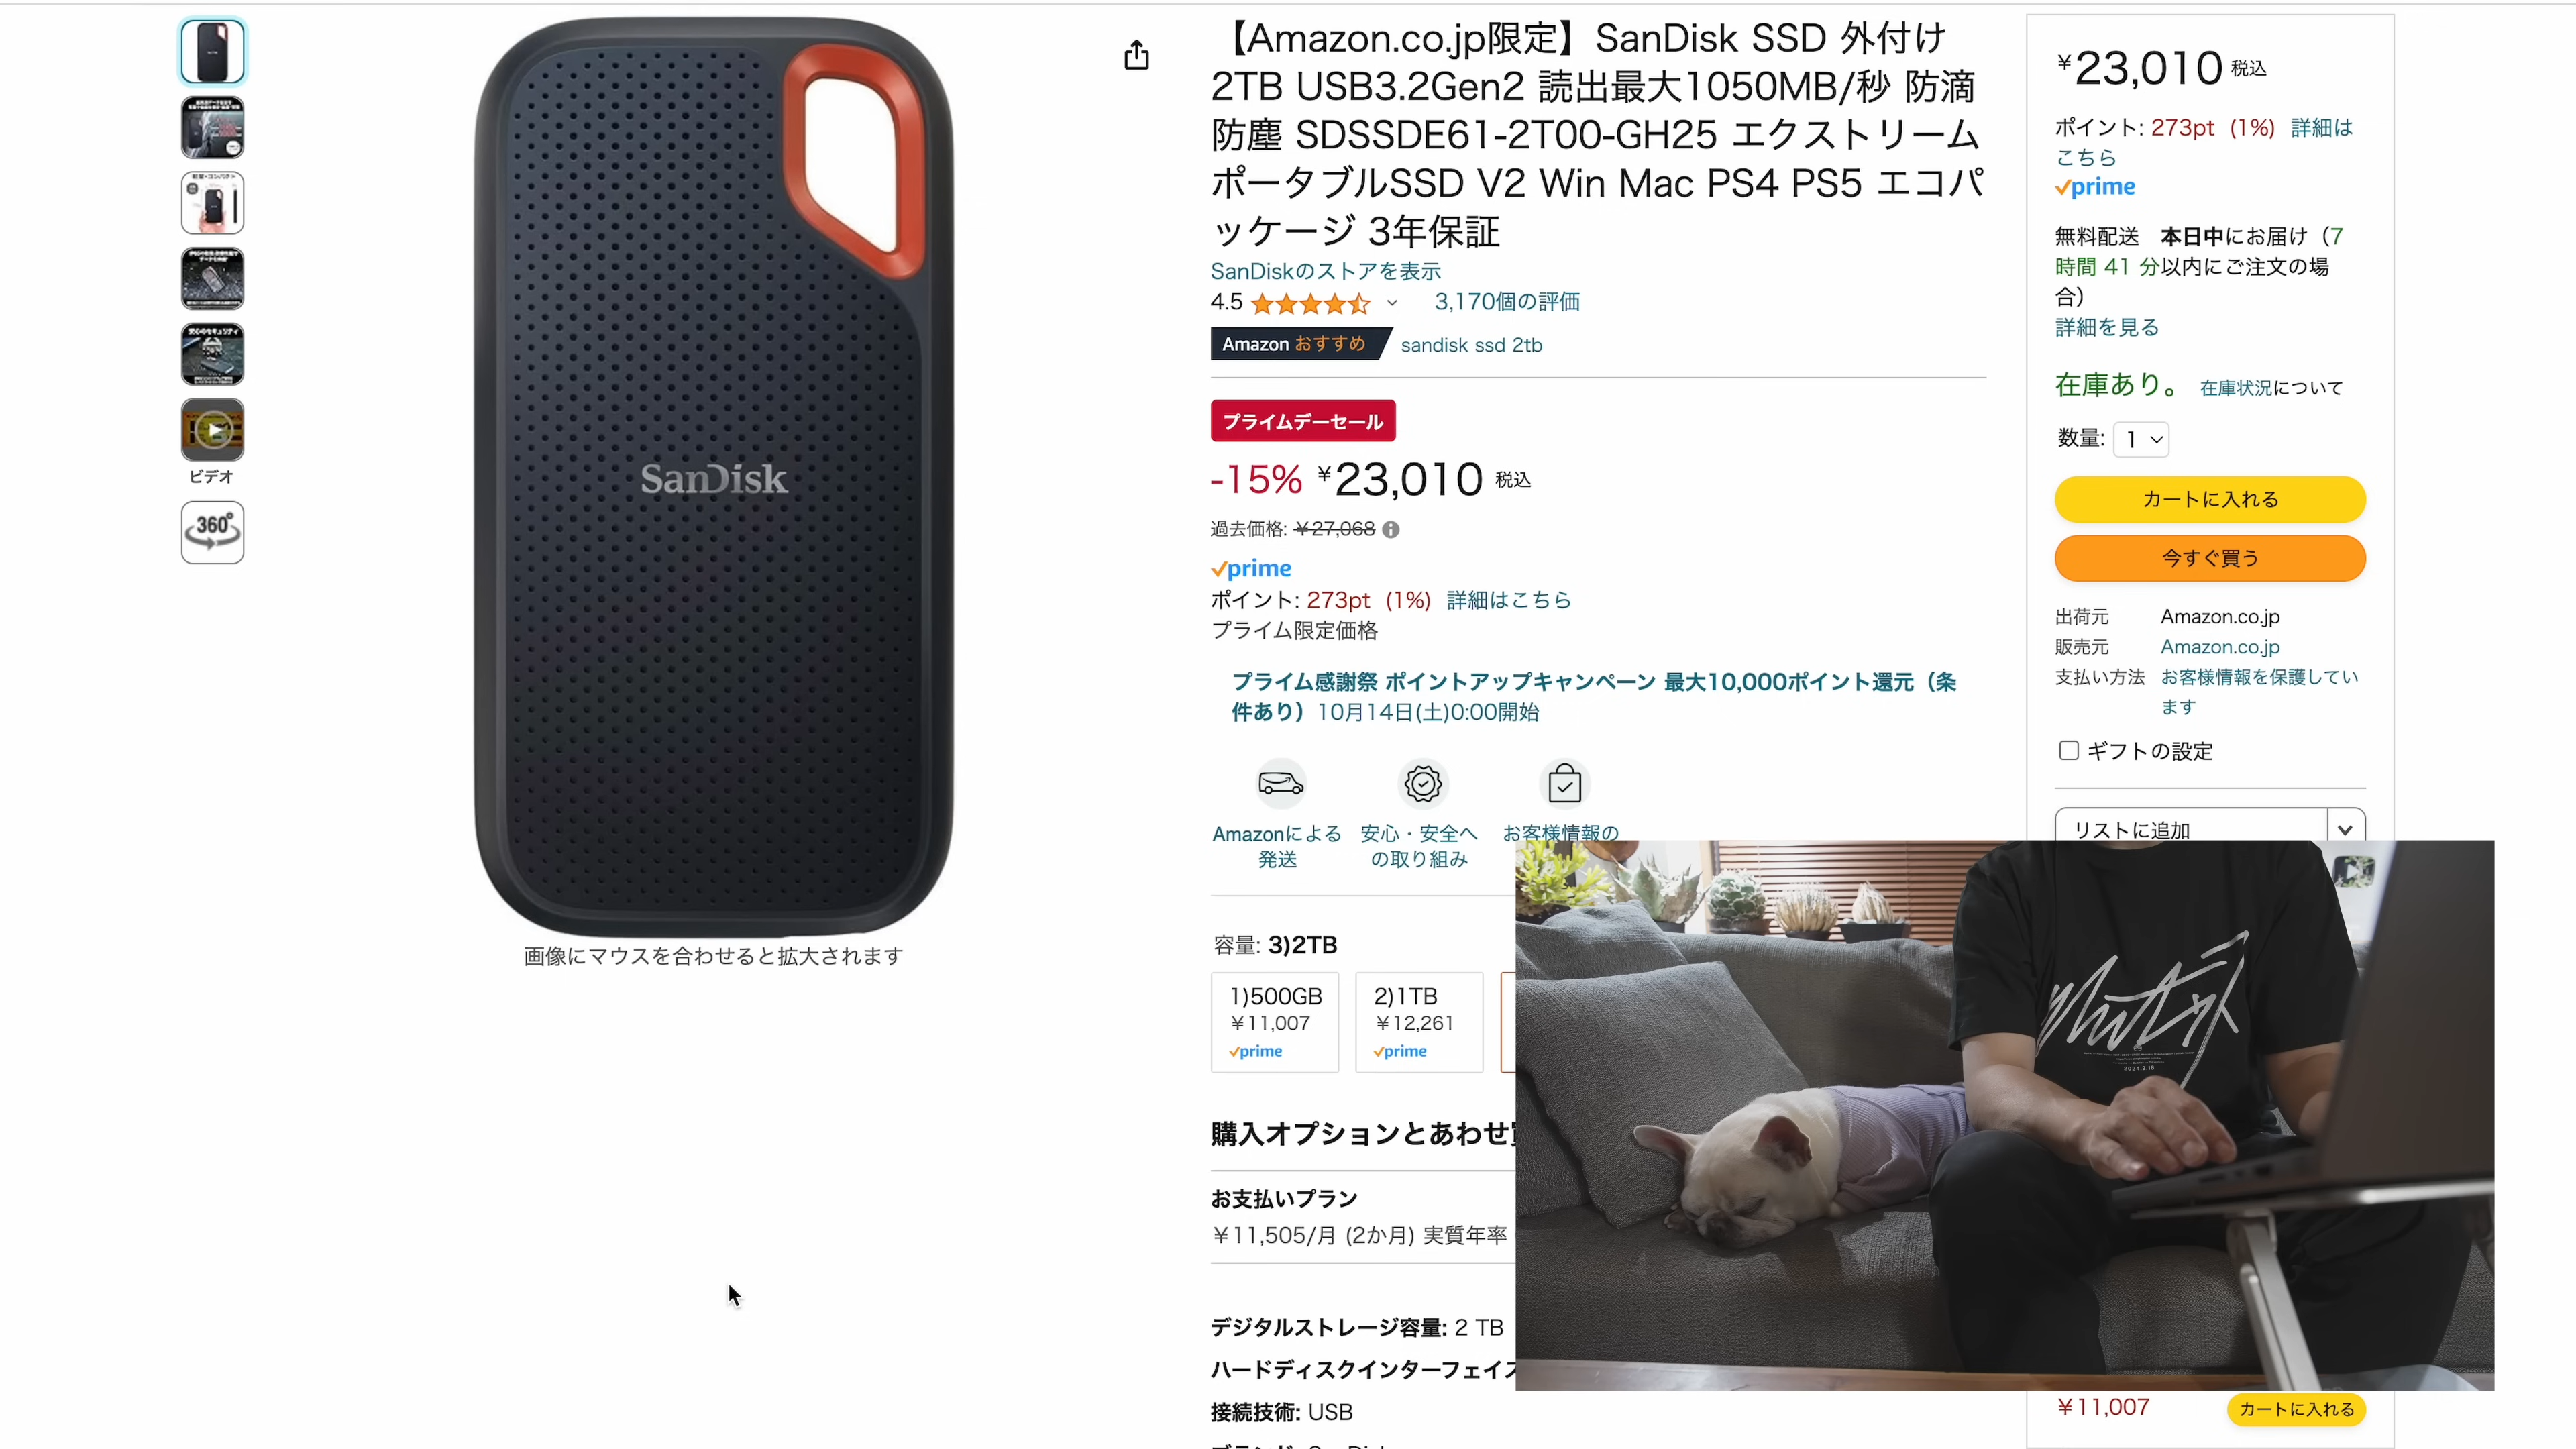 【Amazon.co.jp限定】SanDisk SSD 外付け
2TB USB3.2Gen2 読出最大1050MB/秒 防滴
防塵 SDSSDE61-2T00-GH25 エクストリーム
ポータブルSSD V2 Win Mac PS4 PS5 エコパ
ッケージ 3年保証
SanDiskのストアを表示
4.5
3,170個の評価
Amazon おすすめ
sandisk ssd 2tb
プライムデーセール
-15% ¥23,010 税込
過去価格: ¥27,068
prime
ポイント: 273pt (1%) 詳細はこちら
プライム限定価格
プライム感謝祭 ポイントアップキャンペーン 最大10,000ポイント還元（条
件あり）10月14日(土)0:00開始
Amazonによる
発送
安心・安全へ
の取り組み
お客様情報の
容量: 3)2TB
1)500GB
¥11,007
prime
2)1TB
¥12,261
prime
購入オプションとあわせ
お支払いプラン
¥11,505/月 (2か月) 実質年率
デジタルストレージ容量: 2 TB
ハードディスクインターフェイス
接続技術: USB
SanDisk
ビデオ
360°
画像にマウスを合わせると拡大されます
¥23,010 税込
ポイント: 273pt (1%) 詳細は
こちら
prime
無料配送 本日中にお届け（7
時間 41 分以内にご注文の場
合）
詳細を見る
在庫あり。 在庫状況について
数量: 1
カートに入れる
今すぐ買う
出荷元 Amazon.co.jp
販売元 Amazon.co.jp
支払い方法 お客様情報を保護してい
ます
ギフトの設定
リストに追加
2024.2.18
¥11,007
カートに入れる